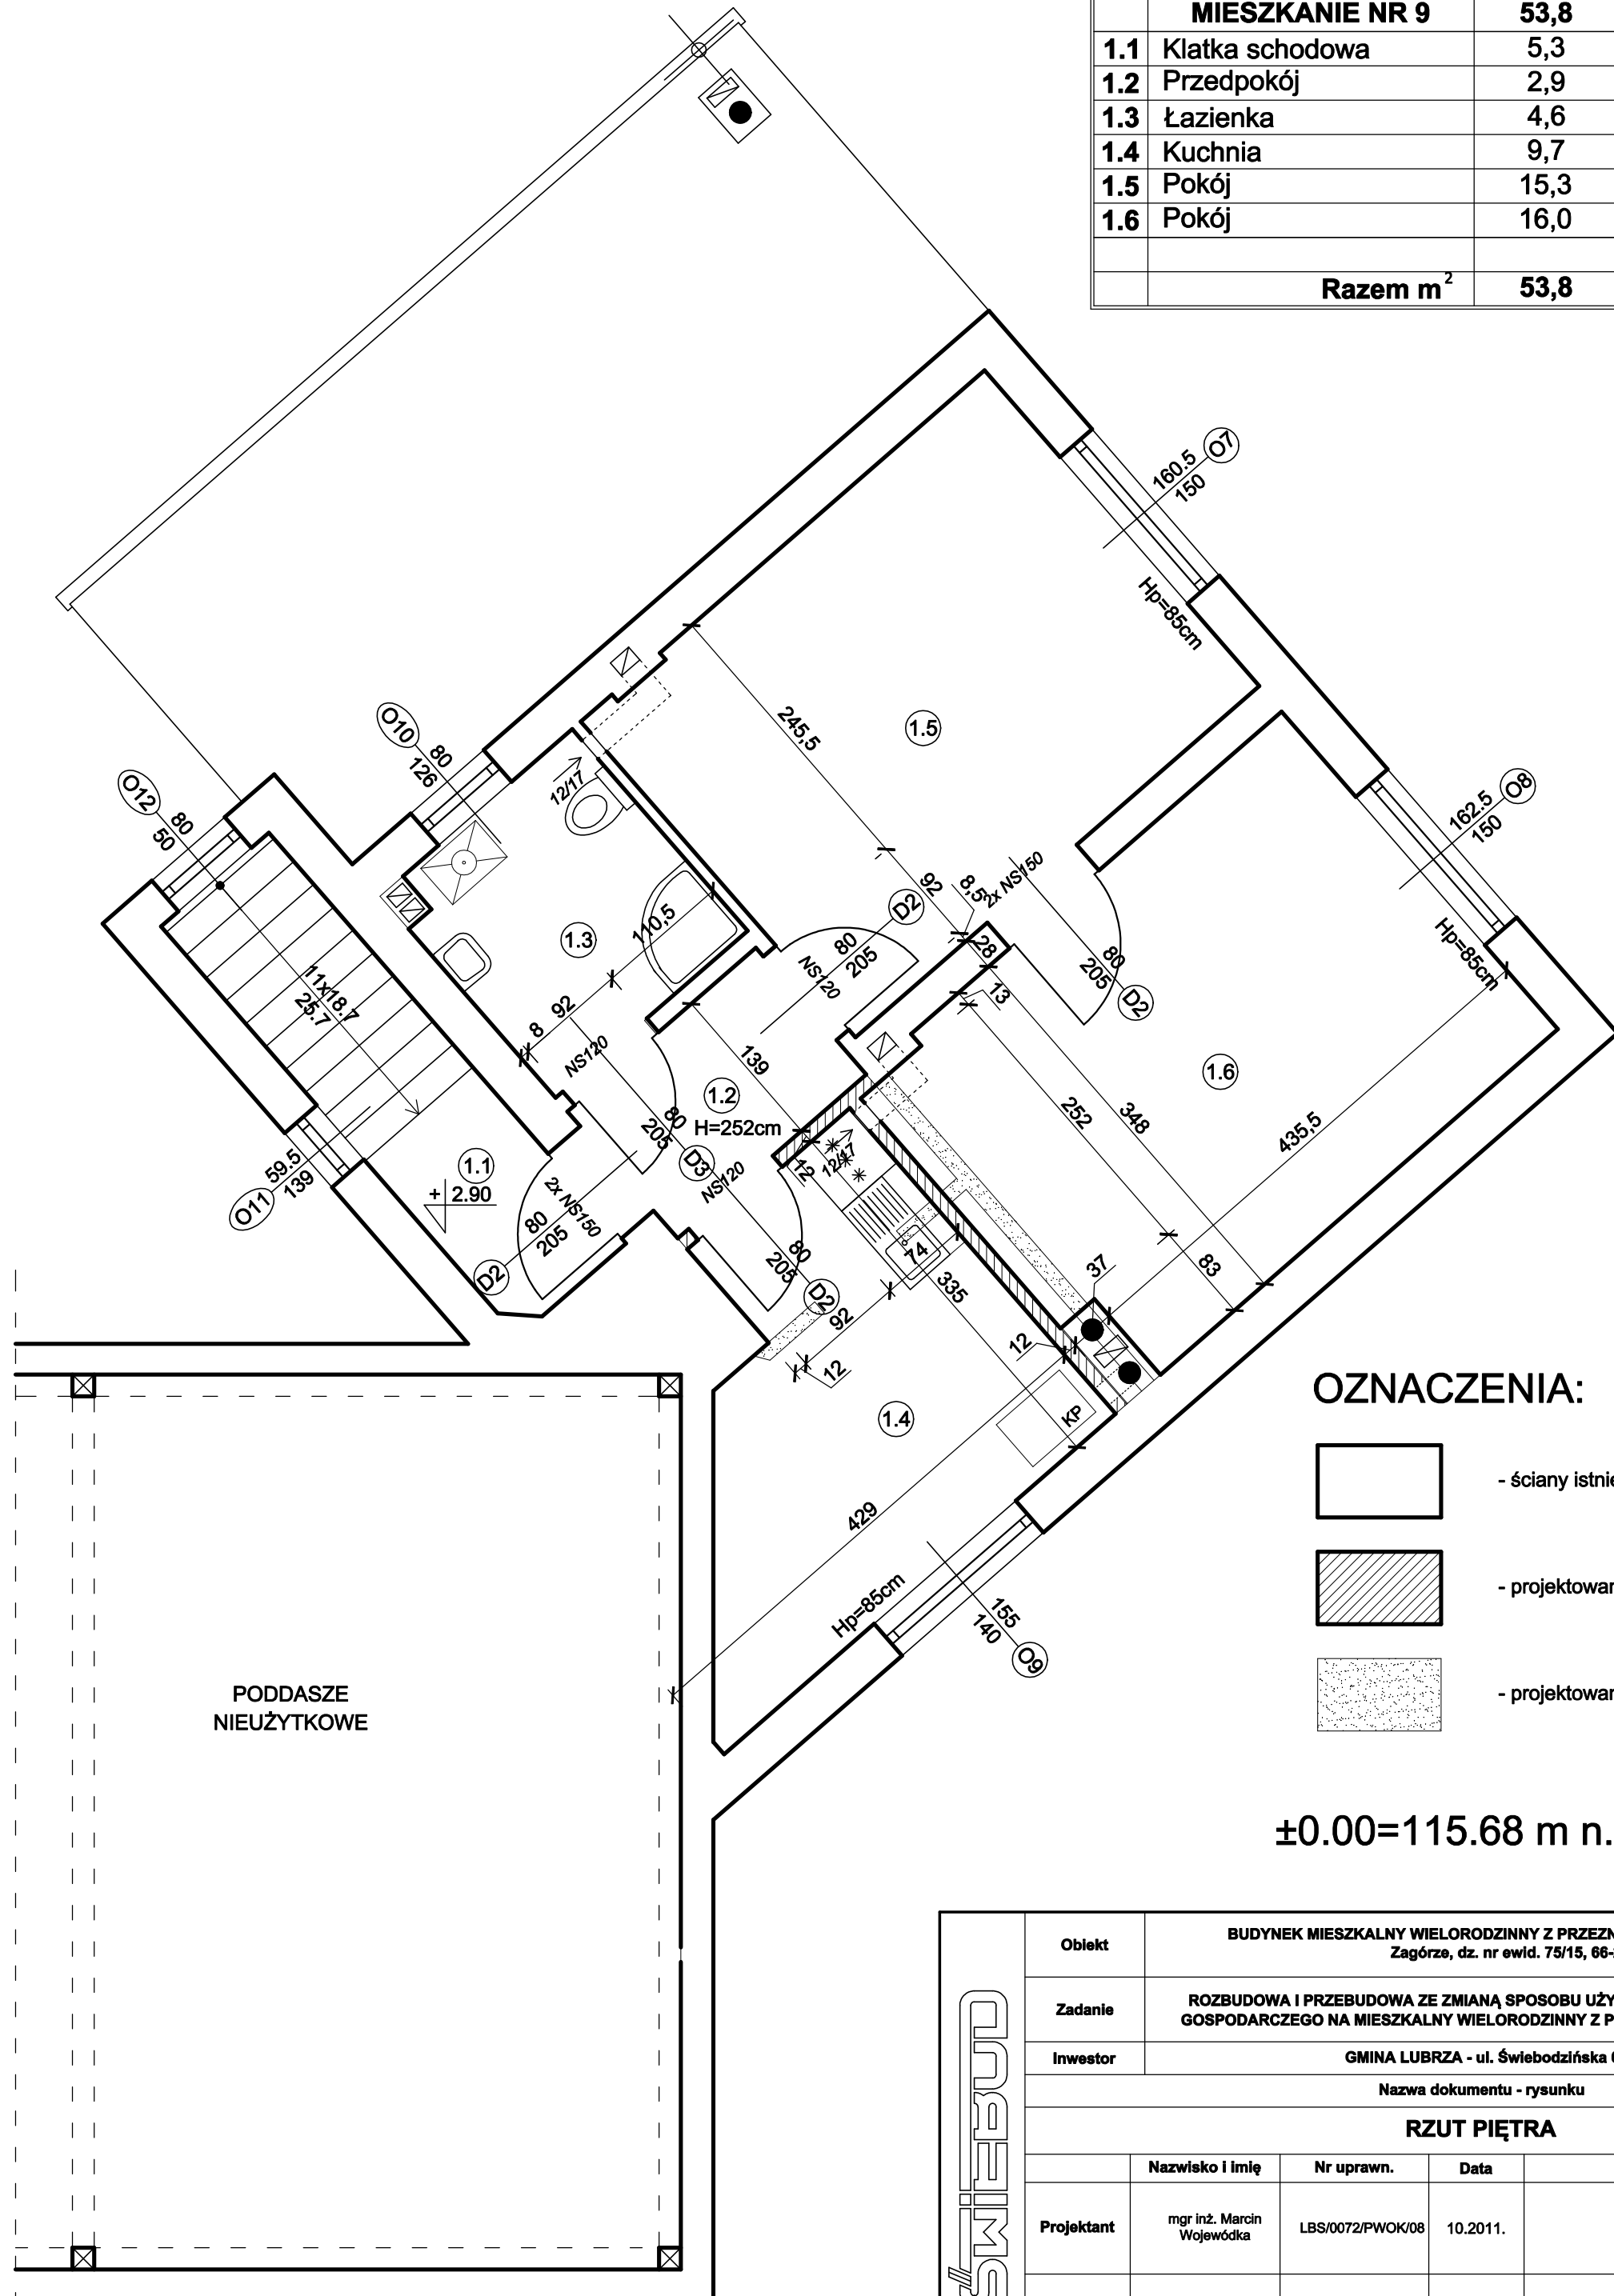 MIESZKANIE NR 9 53,8
1.1 Klatka schodowa 5,3
1.2 Przedpokój 2,9
1.3 Łazienka 4,6
1.4 Kuchnia 9,7
1.5 Pokój 15,3
1.6 Pokój 16,0
Razem m² 53,8
160.5
150
O7
Hp=85cm
245,5
1.5
O10
80
126
O12
80
50
12/17
162.5
150
O8
Hp=85cm
92
8,5
2x NS150
D2
80
205
NS120
28
13
80
205
D2
110,5
1.3
11x18.7
25.7
8
92
NS120
139
1.2
H=252cm
80
205
D3
NS120
1.6
252
348
435,5
83
37
59.5
139
O11
1.1
+ 2.90
2x NS150
80
205
D2
12
12/17
74
335
80
205
D2
92
12
12
KP
1.4
429
Hp=85cm
155
140
O9
PODDASZE
NIEUŻYTKOWE
OZNACZENIA:
- ściany
-
-
±0.00=115.68 m n.
Obiekt
BUDYNEK MIESZKALNY WIELORODZINNY Z
Zagórze, dz. nr ewid. 75/15,
Zadanie
ROZBUDOWA I PRZEBUDOWA ZE ZMIANĄ SPOSOBU
GOSPODARCZEGO NA MIESZKALNY WIELORODZINNY Z
Inwestor
GMINA LUBRZA - ul. Świebodzińska
Nazwa dokumentu - rysunku
RZUT PIĘTRA
Nazwisko i imię Nr uprawn. Data
Projektant
mgr inż. Marcin
Wojewódka
LBS/0072/PWOK/08
10.2011.